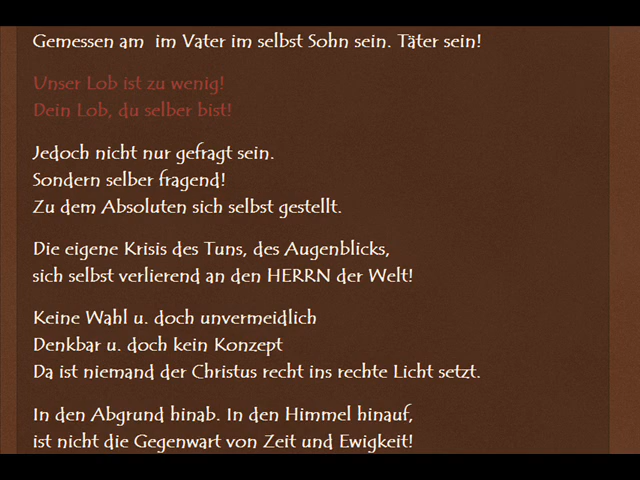 Gemessen am  im Vater im selbst Sohn sein. Täter sein!
Unser Lob ist zu wenig!
Dein Lob, du selber bist!
Jedoch nicht nur gefragt sein.
Sondern selber fragend!
Zu dem Absoluten sich selbst gestellt.
Die eigene Krisis des Tuns, des Augenblicks,
sich selbst verlierend an den HERRN der Welt!
Keine Wahl u. doch unvermeidlich
Denkbar u. doch kein Konzept
Da ist niemand der Christus recht ins rechte Licht setzt.
In den Abgrund hinab. In den Himmel hinauf,
ist nicht die Gegenwart von Zeit und Ewigkeit!